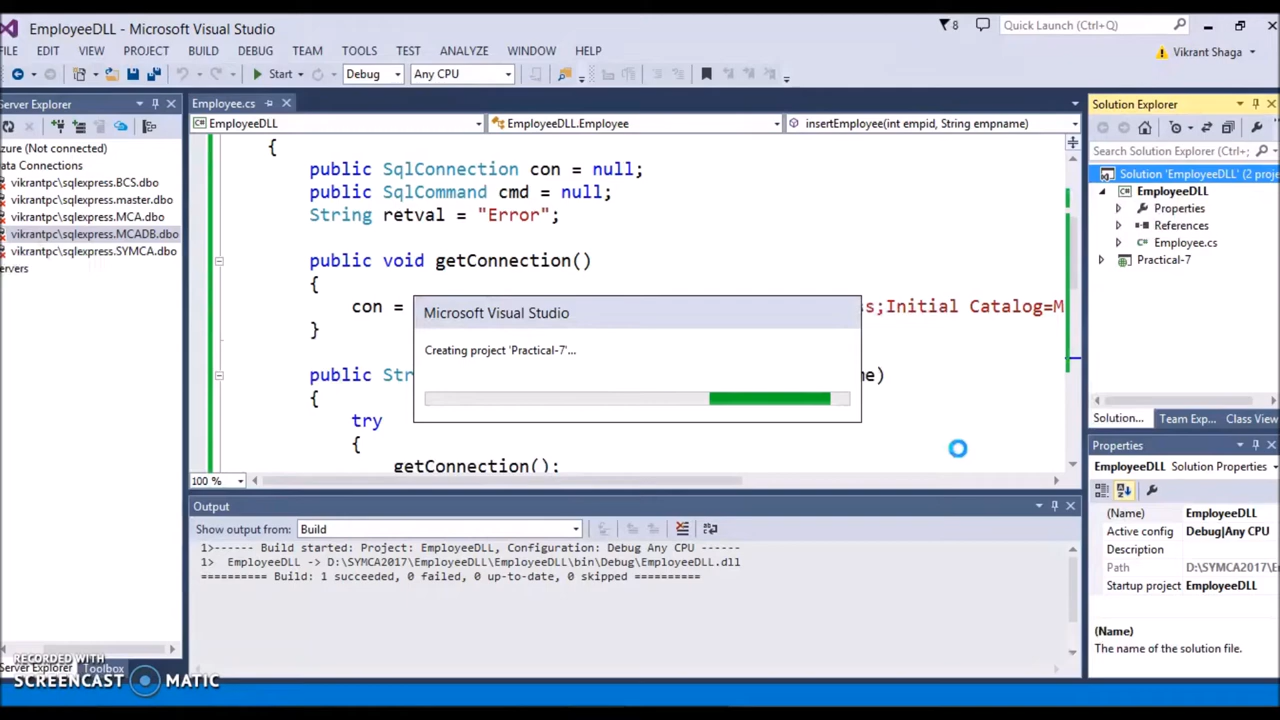 EmployeeDLL - Microsoft Visual Studio
8
Quick Launch (Ctrl+Q)
FILE EDIT VIEW PROJECT BUILD DEBUG TEAM TOOLS TEST ANALYZE WINDOW HELP
Vikrant Shaga
Start Debug Any CPU
Server Explorer
zure (Not connected)
ata Connections
vikrantpc\sqlexpress.BCS.dbo
vikrantpc\sqlexpress.master.dbo
vikrantpc\sqlexpress.MCA.dbo
vikrantpc\sqlexpress.MCADB.dbo
vikrantpc\sqlexpress.SYMCA.dbo
ervers
Server Explorer Toolbox
Employee.cs
EmployeeDLL EmployeeDLL.Employee insertEmployee(int empid, String empname)
{
public SqlConnection con = null;
public SqlCommand cmd = null;
String retval = "Error";
public void getConnection()
{
con = s;Initial Catalog=M
}
public Str me)
{
try
{
getConnection();
100 %
Microsoft Visual Studio
Creating project 'Practical-7'...
Output
Show output from: Build
1>------ Build started: Project: EmployeeDLL, Configuration: Debug Any CPU ------
1> EmployeeDLL -> D:\SYMCA2017\EmployeeDLL\EmployeeDLL\bin\Debug\EmployeeDLL.dll
========== Build: 1 succeeded, 0 failed, 0 up-to-date, 0 skipped ==========
Solution Explorer
Search Solution Explorer (Ctrl+;
Solution 'EmployeeDLL' (2 proje
EmployeeDLL
Properties
References
Employee.cs
Practical-7
Solution... Team Exp... Class View
Properties
EmployeeDLL Solution Properties
(Name) EmployeeDLL
Active config Debug|Any CPU
Description
Path D:\SYMCA2017\E
Startup project EmployeeDLL
(Name)
The name of the solution file.
RECORDED WITH
SCREENCAST MATIC